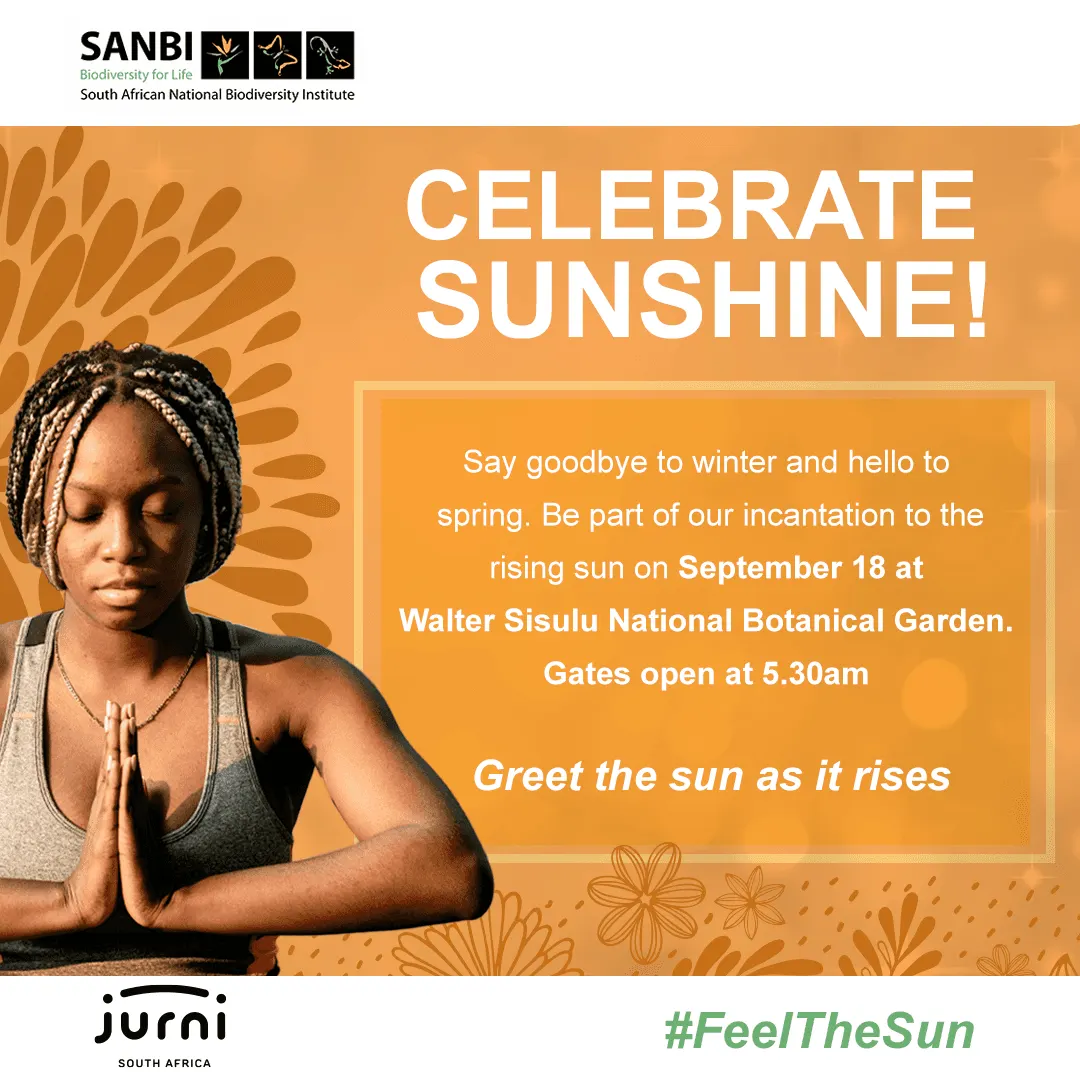 SANBI
Biodiversity for Life
South African National Biodiversity Institute
CELEBRATE
SUNSHINE!
Say goodbye to winter and hello to
spring. Be part of our incantation to the
rising sun on September 18 at
Walter Sisulu National Botanical Garden.
Gates open at 5.30am
Greet the sun as it rises
jurni
SOUTH AFRICA
#FeelTheSun